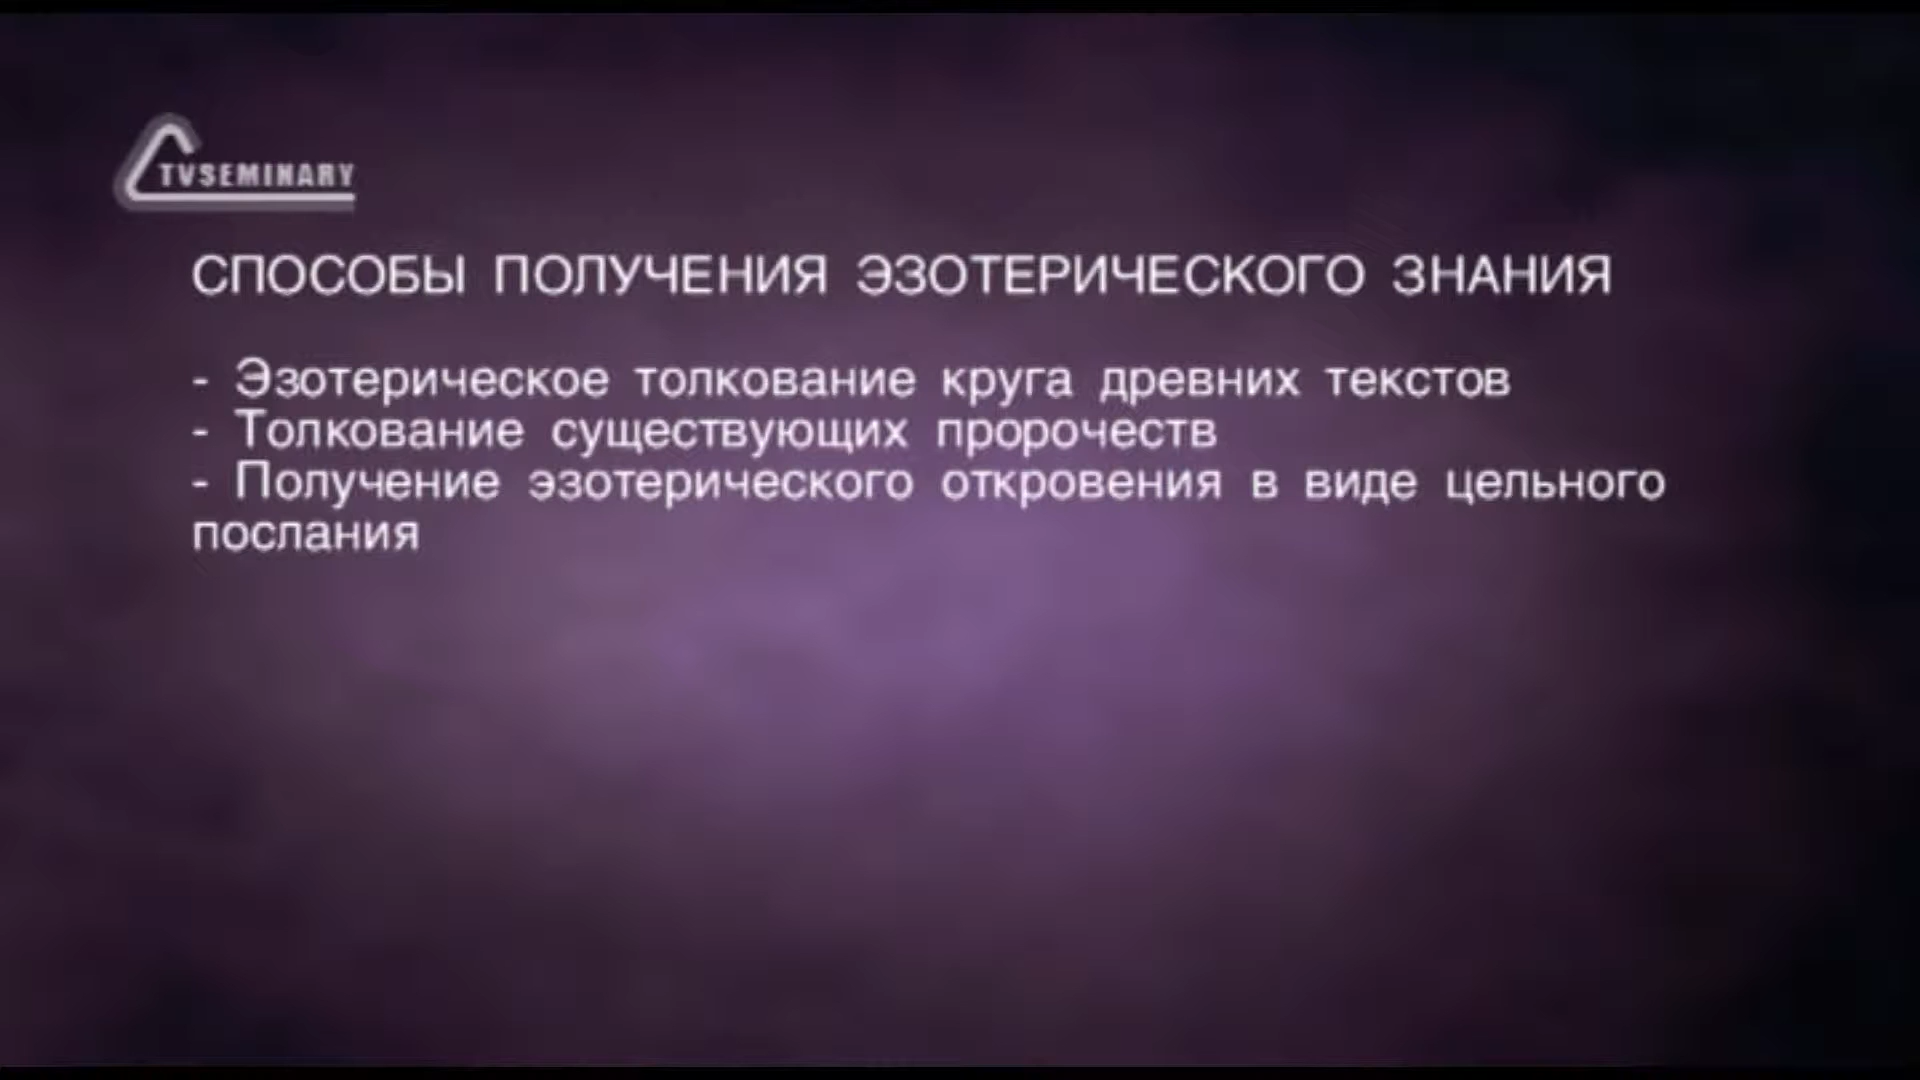 TVSEMINARY
СПОСОБЫ ПОЛУЧЕНИЯ ЭЗОТЕРИЧЕСКОГО ЗНАНИЯ
- Эзотерическое толкование круга древних текстов
- Толкование существующих пророчеств
- Получение эзотерического откровения в виде цельного
послания